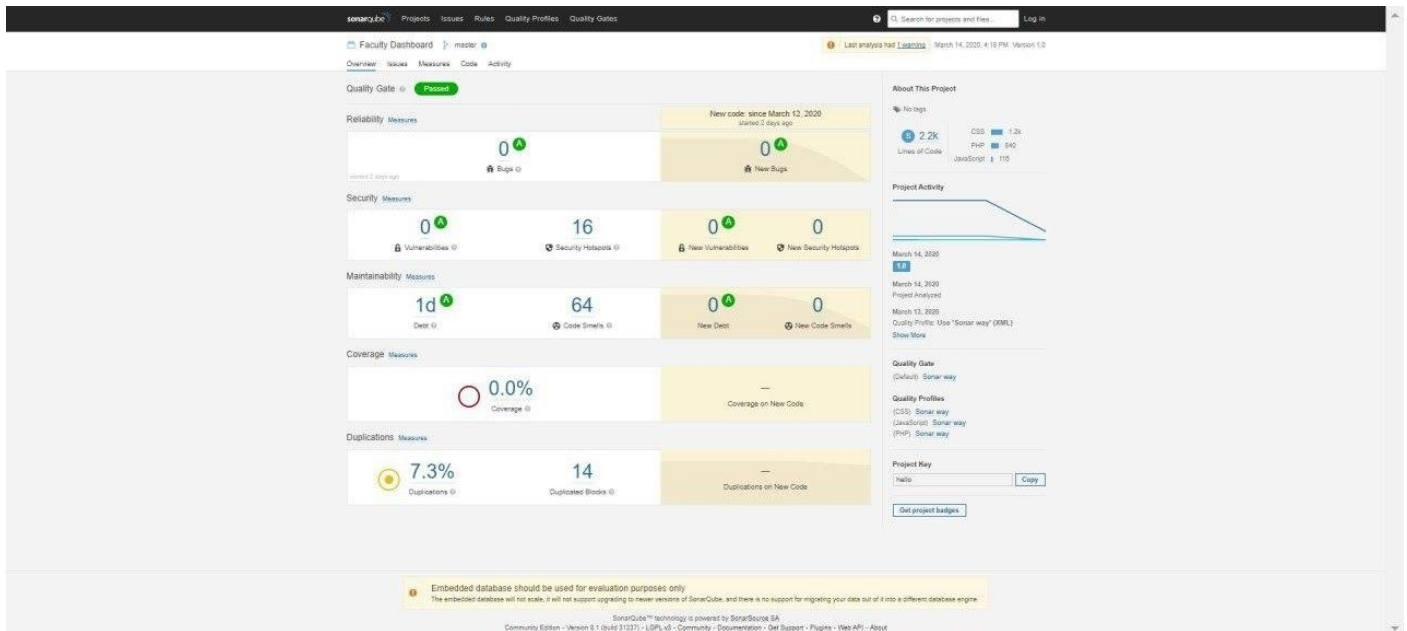 sonarqube Projects Issues Rules Quality Profiles Quality Gates Search for projects and files... Log in
Faculty Dashboard master Last analysis had 1 warning March 14, 2020, 4:18 PM Version 1.0
Overview Issues Measures Code Activity
Quality Gate Passed
Reliability Measures
New code: since March 12, 2020
started 2 days ago
0 A
Bugs
started 2 days ago
0 A
New Bugs
Security Measures
0 A 16 0 A 0
Vulnerabilities Security Hotspots New Vulnerabilities New Security Hotspots
Maintainability Measures
1d A 64 0 A 0
Debt Code Smells New Debt New Code Smells
Coverage Measures
0.0% —
Coverage Coverage on New Code
Duplications Measures
7.3% 14 —
Duplications Duplicated Blocks Duplications on New Code
About This Project
No tags
S 2.2k
Lines of Code
CSS 1.2k
PHP 840
JavaScript 115
Project Activity
March 14, 2020
1.0
March 14, 2020
Project Analyzed
March 13, 2020
Quality Profile: Use "Sonar way" (XML)
Show More
Quality Gate
(Default) Sonar way
Quality Profiles
(CSS) Sonar way
(JavaScript) Sonar way
(PHP) Sonar way
Project Key
hello Copy
Get project badges
Embedded database should be used for evaluation purposes only
The embedded database will not scale, it will not support upgrading to newer versions of SonarQube, and there is no support for migrating your data out of it into a different database engine.
SonarQube™ technology is powered by SonarSource SA
Community Edition - Version 8.1 (build 31237) - LGPL v3 - Community - Documentation - Get Support - Plugins - Web API - About